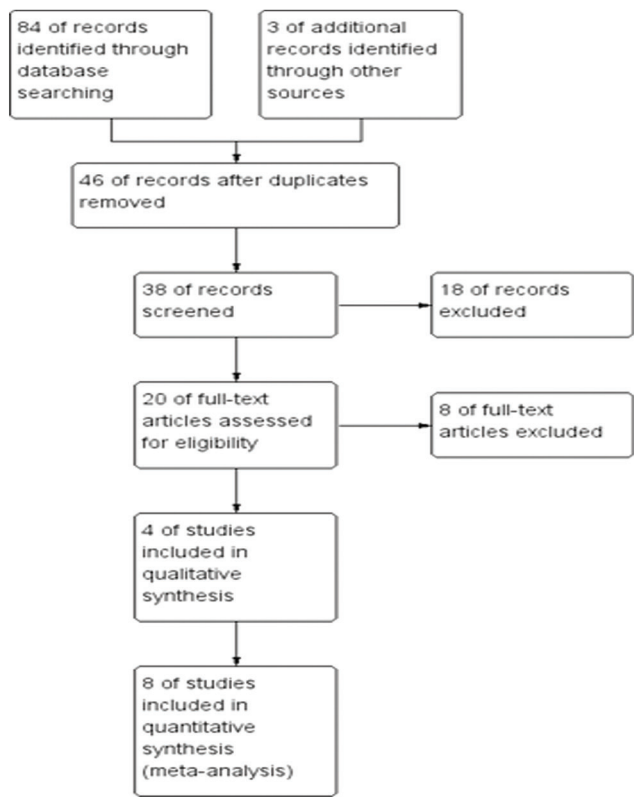 84 of records
identified through
database
searching
3 of additional
records identified
through other
sources
46 of records after duplicates
removed
38 of records
screened
18 of records
excluded
20 of full-text
articles assessed
for eligibility
8 of full-text
articles excluded
4 of studies
included in
qualitative
synthesis
8 of studies
included in
quantitative
synthesis
(meta-analysis)